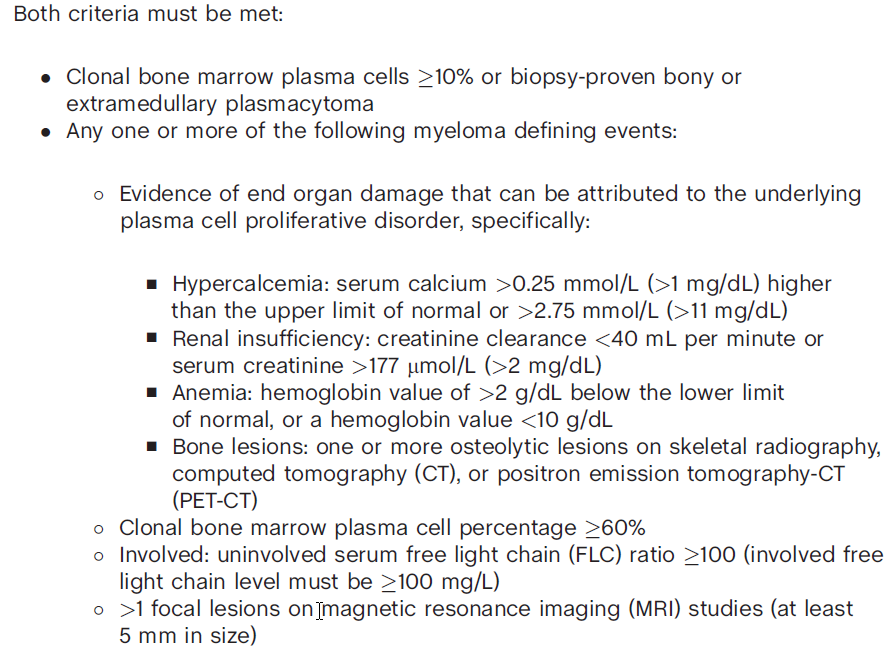 Both criteria must be met:
• Clonal bone marrow plasma cells ≥10% or biopsy-proven bony or
extramedullary plasmacytoma
• Any one or more of the following myeloma defining events:
○ Evidence of end organ damage that can be attributed to the underlying
plasma cell proliferative disorder, specifically:
■ Hypercalcemia: serum calcium >0.25 mmol/L (>1 mg/dL) higher
than the upper limit of normal or >2.75 mmol/L (>11 mg/dL)
■ Renal insufficiency: creatinine clearance <40 mL per minute or
serum creatinine >177 μmol/L (>2 mg/dL)
■ Anemia: hemoglobin value of >2 g/dL below the lower limit
of normal, or a hemoglobin value <10 g/dL
■ Bone lesions: one or more osteolytic lesions on skeletal radiography,
computed tomography (CT), or positron emission tomography-CT
(PET-CT)
○ Clonal bone marrow plasma cell percentage ≥60%
○ Involved: uninvolved serum free light chain (FLC) ratio ≥100 (involved free
light chain level must be ≥100 mg/L)
○ >1 focal lesions on magnetic resonance imaging (MRI) studies (at least
5 mm in size)